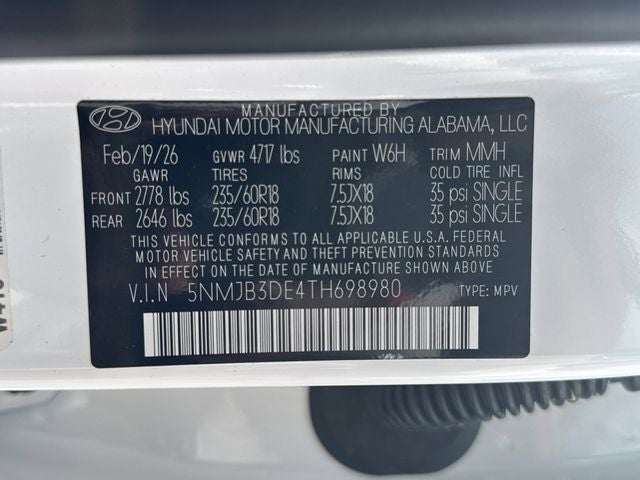 MANUFACTURED BY
HYUNDAI MOTOR MANUFACTURING ALABAMA, LLC
Feb/19/26 GVWR 4717 lbs PAINT W6H TRIM MMH
GAWR TIRES RIMS COLD TIRE INFL
FRONT 2778 lbs 235/60R18 7.5JX18 35 psi SINGLE
REAR 2646 lbs 235/60R18 7.5JX18 35 psi SINGLE
THIS VEHICLE CONFORMS TO ALL APPLICABLE U.S.A. FEDERAL
MOTOR VEHICLE SAFETY AND THEFT PREVENTION STANDARDS
IN EFFECT ON THE DATE OF MANUFACTURE SHOWN ABOVE.
V.I.N 5NMJB3DE4TH698980 TYPE: MPV